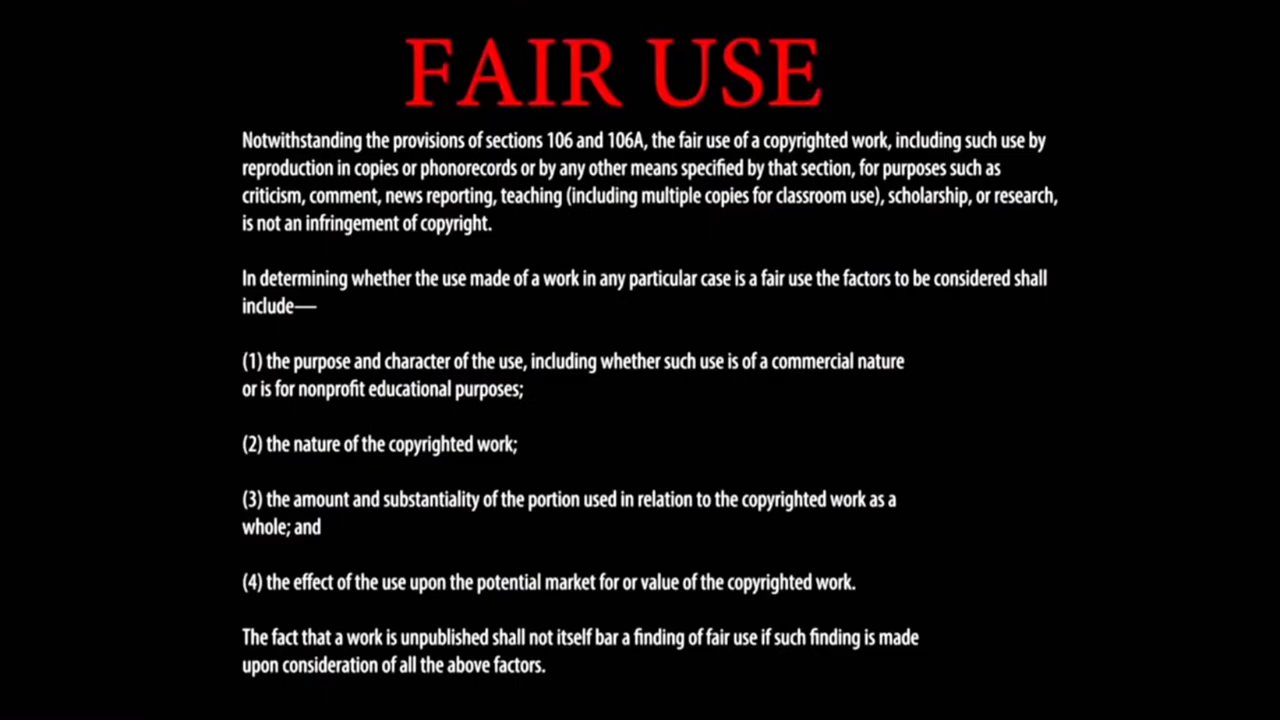 FAIR USE
Notwithstanding the provisions of sections 106 and 106A, the fair use of a copyrighted work, including such use by
reproduction in copies or phonorecords or by any other means specified by that section, for purposes such as
criticism, comment, news reporting, teaching (including multiple copies for classroom use), scholarship, or research,
is not an infringement of copyright.
In determining whether the use made of a work in any particular case is a fair use the factors to be considered shall
include—
(1) the purpose and character of the use, including whether such use is of a commercial nature
or is for nonprofit educational purposes;
(2) the nature of the copyrighted work;
(3) the amount and substantiality of the portion used in relation to the copyrighted work as a
whole; and
(4) the effect of the use upon the potential market for or value of the copyrighted work.
The fact that a work is unpublished shall not itself bar a finding of fair use if such finding is made
upon consideration of all the above factors.